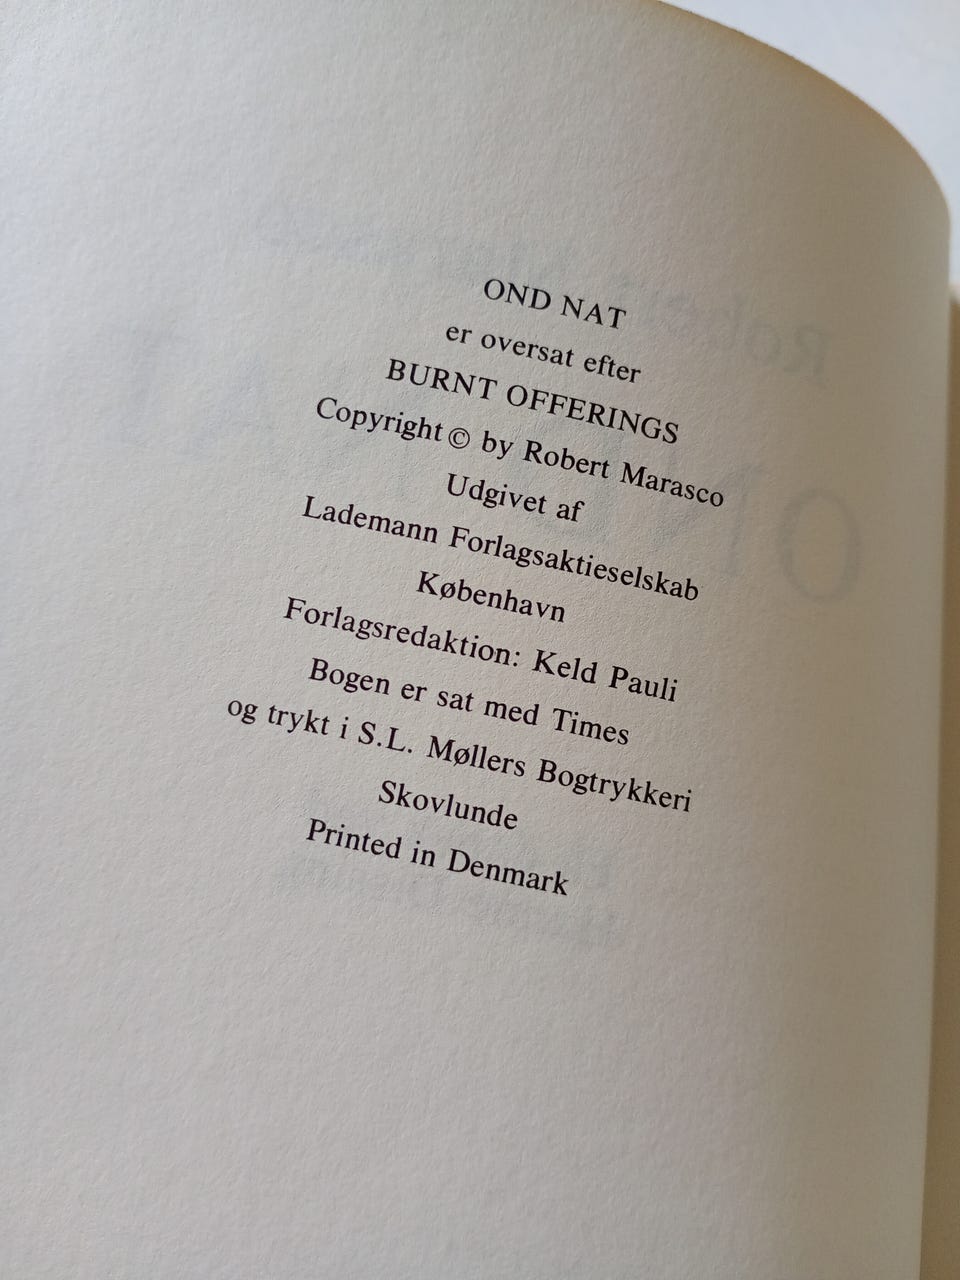 OND NAT
er oversat efter
BURNT OFFERINGS
Copyright © by Robert Marasco
Udgivet af
Lademann Forlagsaktieselskab
København
Forlagsredaktion: Keld Pauli
Bogen er sat med Times
og trykt i S.L. Møllers Bogtrykkeri
Skovlunde
Printed in Denmark